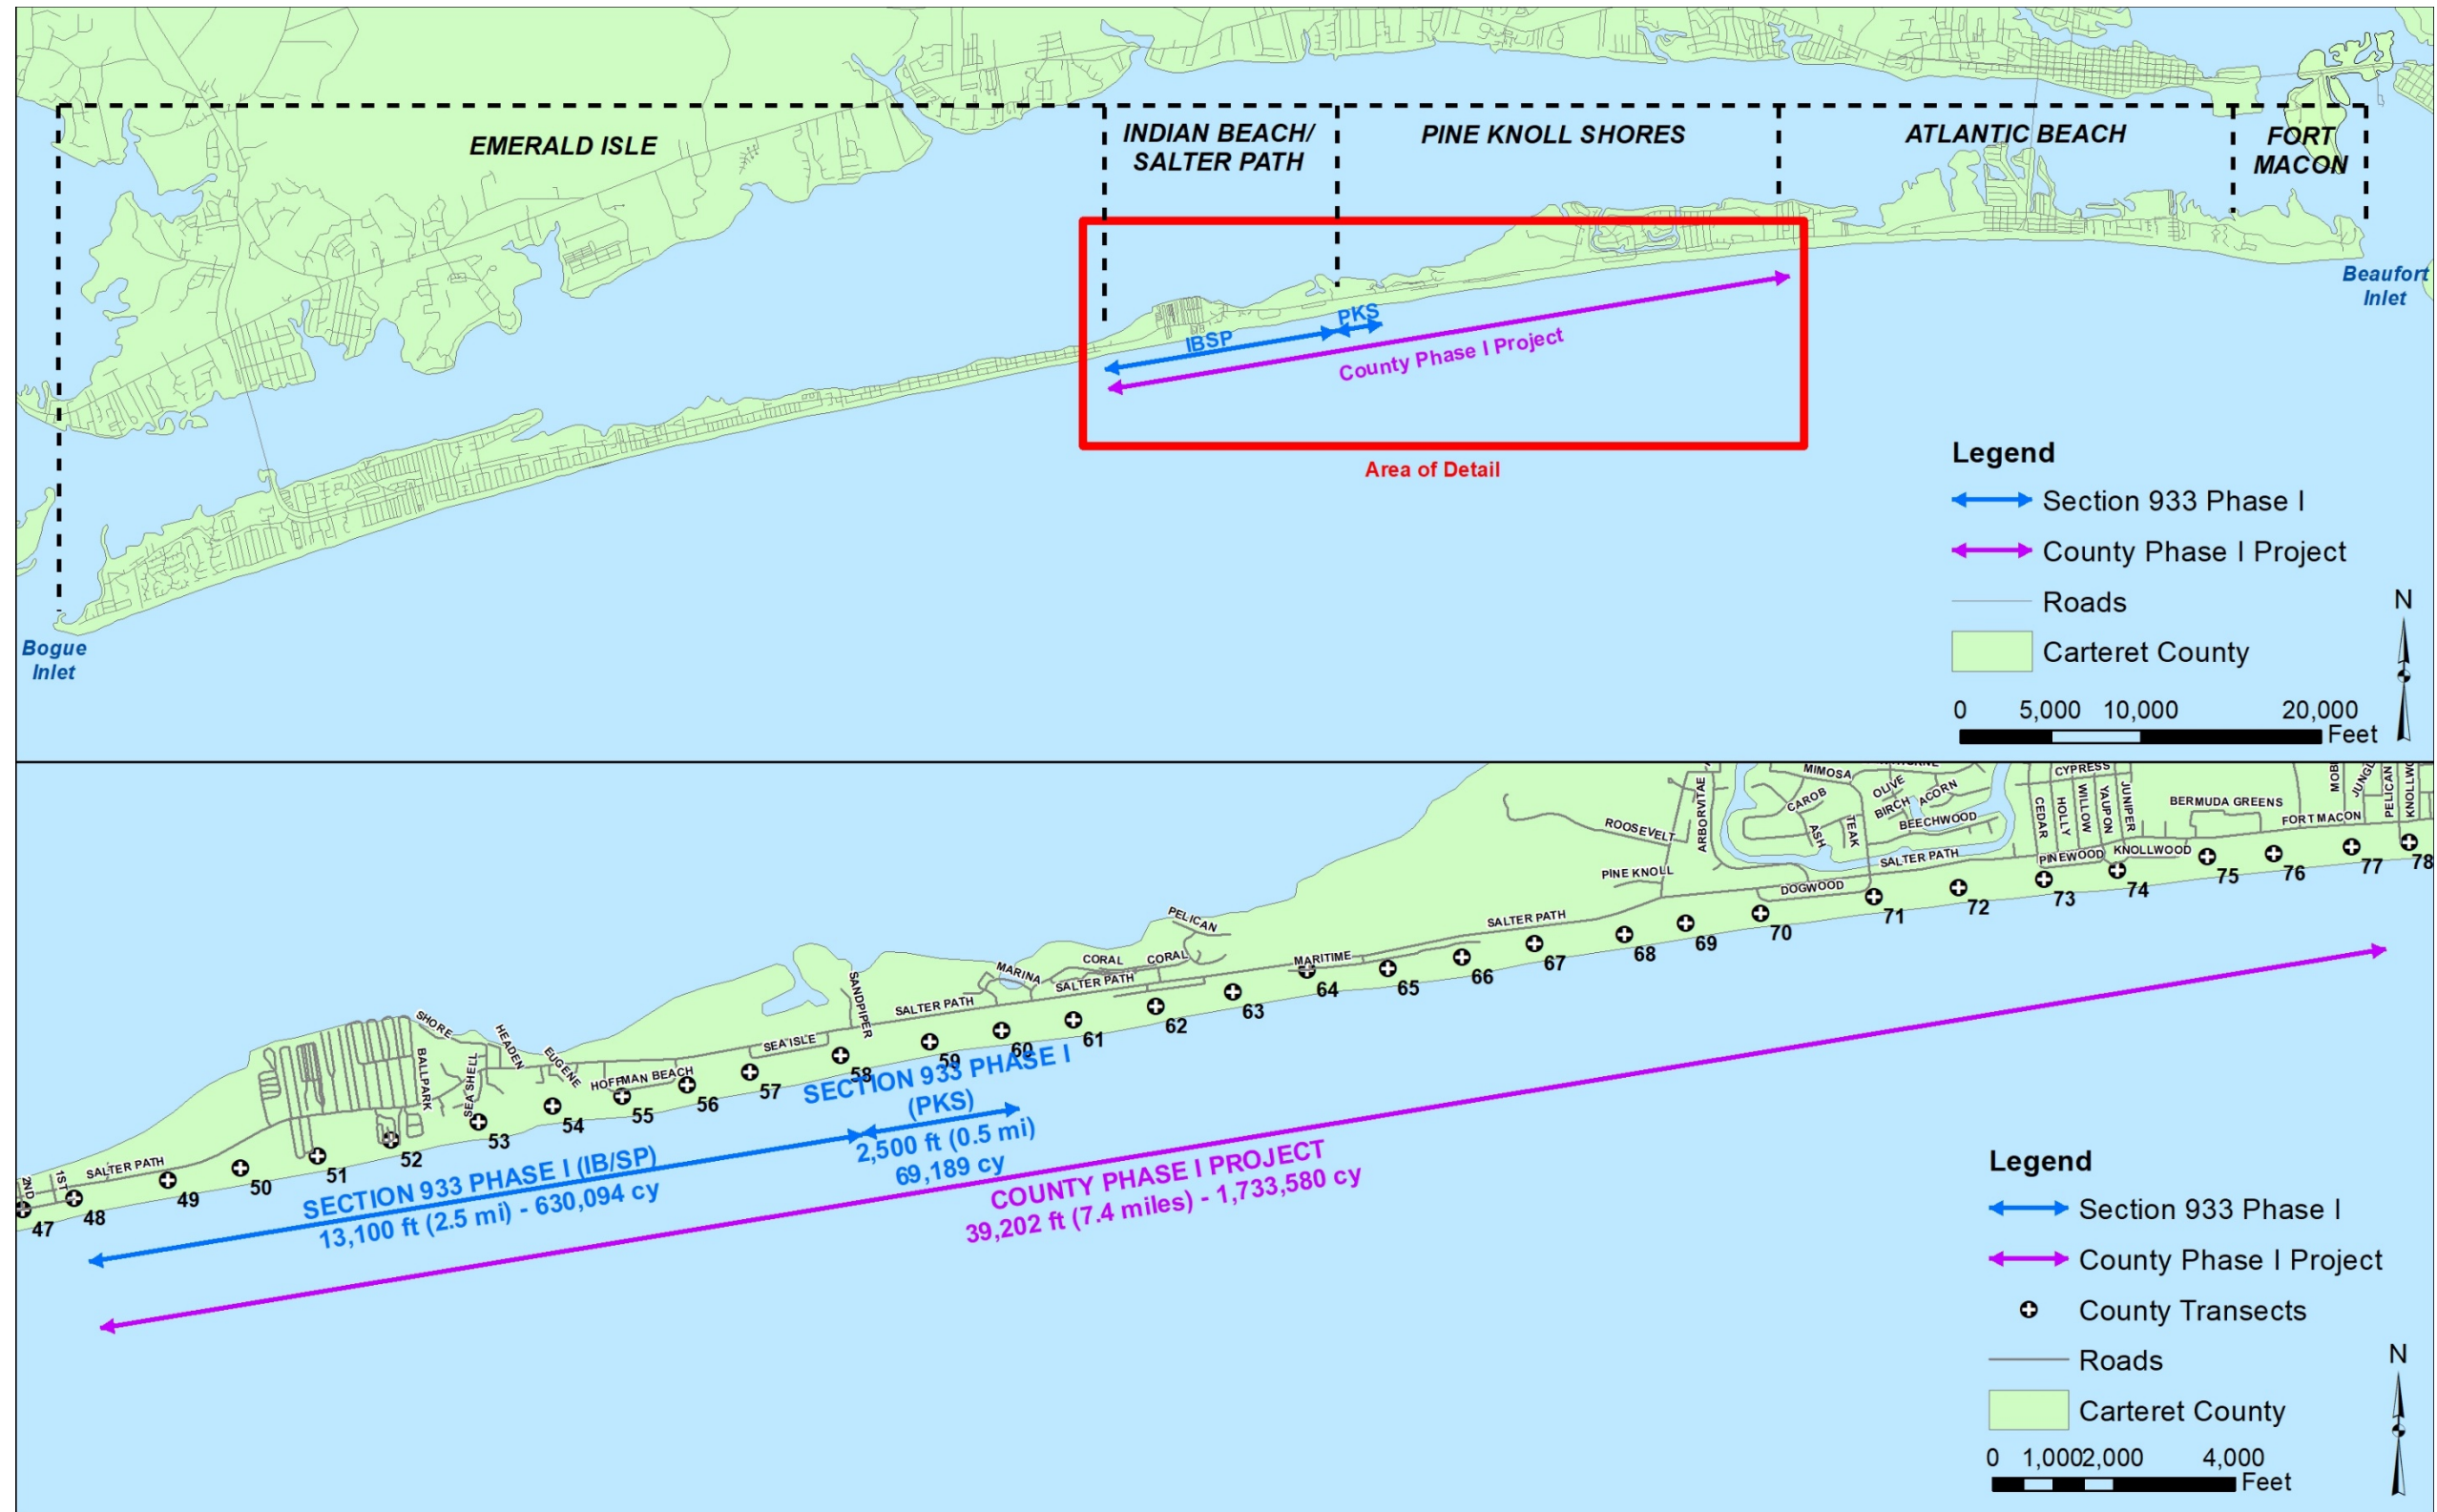 EMERALD ISLE
INDIAN BEACH/
SALTER PATH
PINE KNOLL SHORES
ATLANTIC BEACH
FORT
MACON
Beaufort
Inlet
PKS
IBSP
County Phase I Project
Area of Detail
Bogue
Inlet
Legend
Section 933 Phase I
County Phase I Project
Roads
Carteret County
N
0 5,000 10,000 20,000
Feet
MIMOSA
CAROB
OLIVE
BIRCH
ACORN
BEECHWOOD
ASH
TEAK
ARBORVITAE
ROOSEVELT
PINE KNOLL
DOGWOOD
SALTER PATH
CYPRESS
CEDAR
HOLLY
WILLOW
YAUPON
JUNIPER
PINEWOOD
KNOLLWOOD
BERMUDA GREENS
FORT MACON
PELICAN
SALTER PATH
MARITIME
PELICAN
CORAL
CORAL
MARINA
SALTER PATH
SALTER PATH
SANDPIPER
SEA ISLE
HOFFMAN BEACH
EUGENE
HEADEN
SHORE
BALLPARK
SEA SHELL
SALTER PATH
1ST
2ND
47
48
49
50
51
52
53
54
55
56
57
58
59
60
61
62
63
64
65
66
67
68
69
70
71
72
73
74
75
76
77
78
SECTION 933 PHASE I
(PKS)
2,500 ft (0.5 mi)
69,189 cy
SECTION 933 PHASE I (IB/SP)
13,100 ft (2.5 mi) - 630,094 cy
COUNTY PHASE I PROJECT
39,202 ft (7.4 miles) - 1,733,580 cy
Legend
Section 933 Phase I
County Phase I Project
County Transects
Roads
Carteret County
N
0 1,000 2,000 4,000
Feet